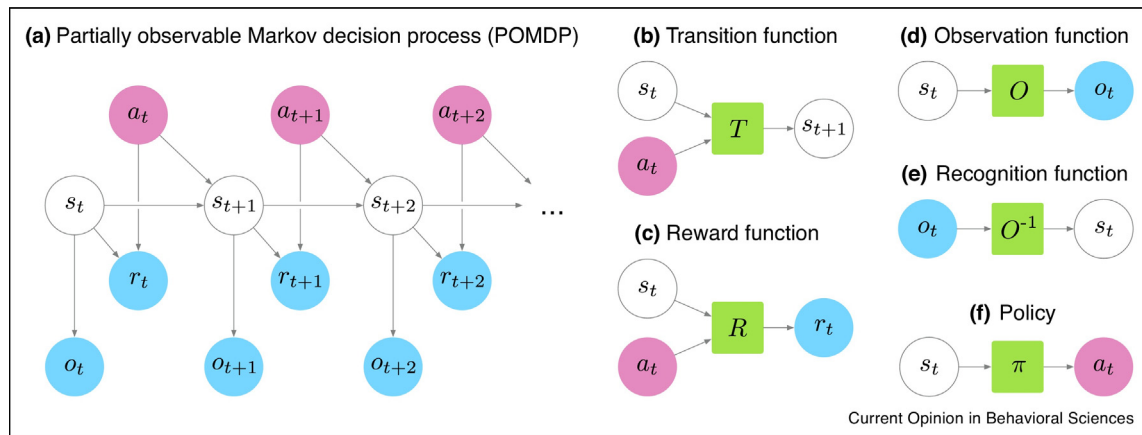 (a) Partially observable Markov decision process (POMDP)
a_t a_{t+1} a_{t+2}
s_t s_{t+1} s_{t+2} ...
r_t r_{t+1} r_{t+2}
o_t o_{t+1} o_{t+2}
(b) Transition function
s_t
T s_{t+1}
a_t
(c) Reward function
s_t
R r_t
a_t
(d) Observation function
s_t O o_t
(e) Recognition function
o_t O^{-1} s_t
(f) Policy
s_t π a_t
Current Opinion in Behavioral Sciences